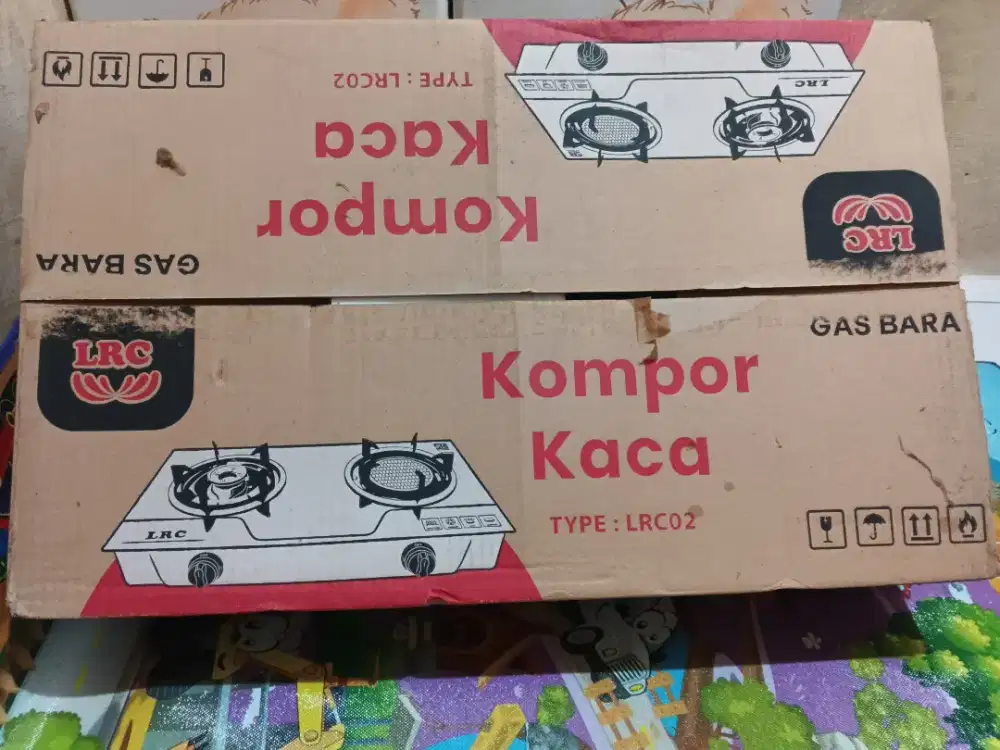 TYPE : LRC02
Kaca
Kompor
GAS BARA
LRC
LRC
LRC
GAS BARA
Kompor
Kaca
TYPE : LRC02
LRC